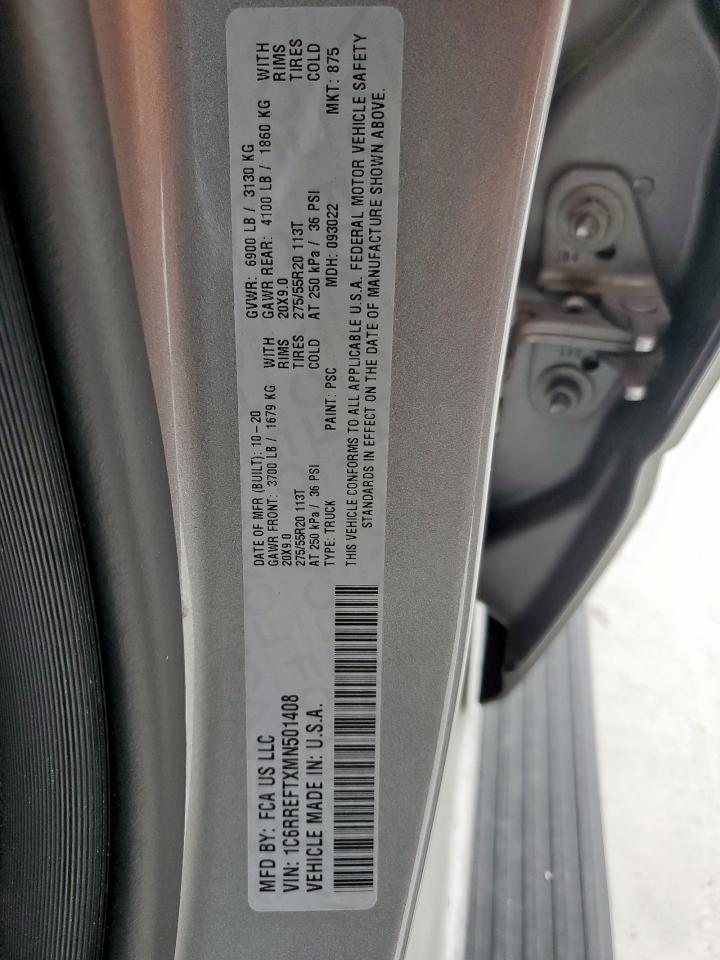 MFD BY: FCA US LLC
VIN: 1C6RREFTXMN501408
VEHICLE MADE IN: U.S.A.
DATE OF MFR (BUILT): 10-20 GVWR: 6900 LB / 3130 KG
GAWR FRONT: 3700 LB / 1679 KG WITH GAWR REAR: 4100 LB / 1860 KG WITH
20X9.0 RIMS 20X9.0 RIMS
275/55R20 113T TIRES 275/55R20 113T TIRES
AT 250 kPa / 36 PSI COLD AT 250 kPa / 36 PSI COLD
TYPE: TRUCK PAINT: PSC MDH: 093022 MKT: 875
THIS VEHICLE CONFORMS TO ALL APPLICABLE U.S.A. FEDERAL MOTOR VEHICLE SAFETY
STANDARDS IN EFFECT ON THE DATE OF MANUFACTURE SHOWN ABOVE.